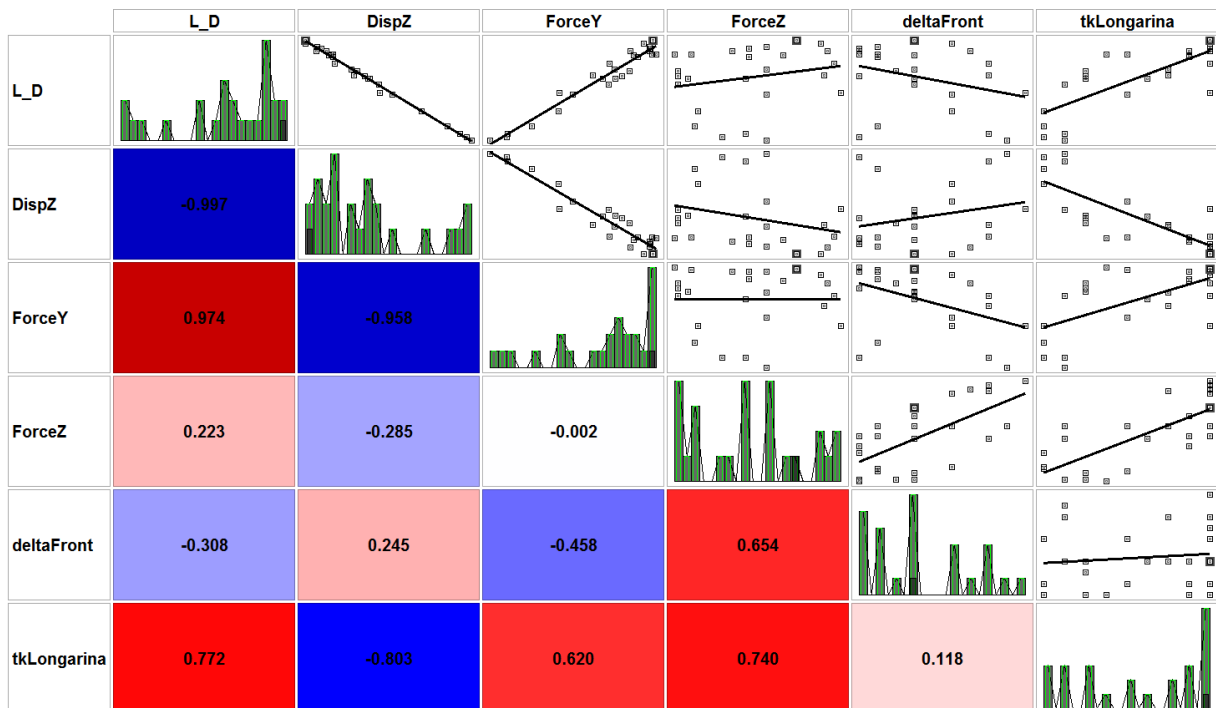 L_D DispZ ForceY ForceZ deltaFront tkLongarina
L_D
DispZ -0.997
ForceY 0.974 -0.958
ForceZ 0.223 -0.285 -0.002
deltaFront -0.308 0.245 -0.458 0.654
tkLongarina 0.772 -0.803 0.620 0.740 0.118